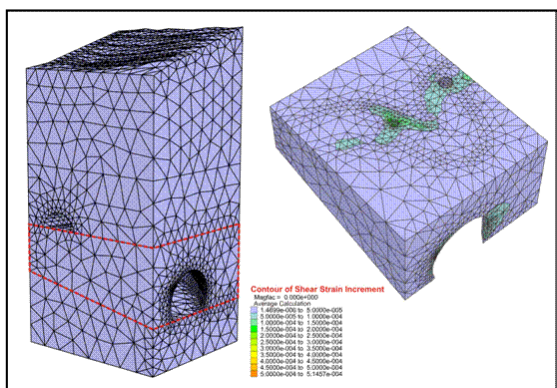 Contour of Shear Strain Increment
Magfac = 0.000e+000
Average Calculation
1.4699e-006 to 5.0000e-005
5.0000e-005 to 1.0000e-004
1.0000e-004 to 1.5000e-004
1.5000e-004 to 2.0000e-004
2.0000e-004 to 2.5000e-004
2.5000e-004 to 3.0000e-004
3.0000e-004 to 3.5000e-004
3.5000e-004 to 4.0000e-004
4.0000e-004 to 4.5000e-004
4.5000e-004 to 5.0000e-004
5.0000e-004 to 5.1457e-004